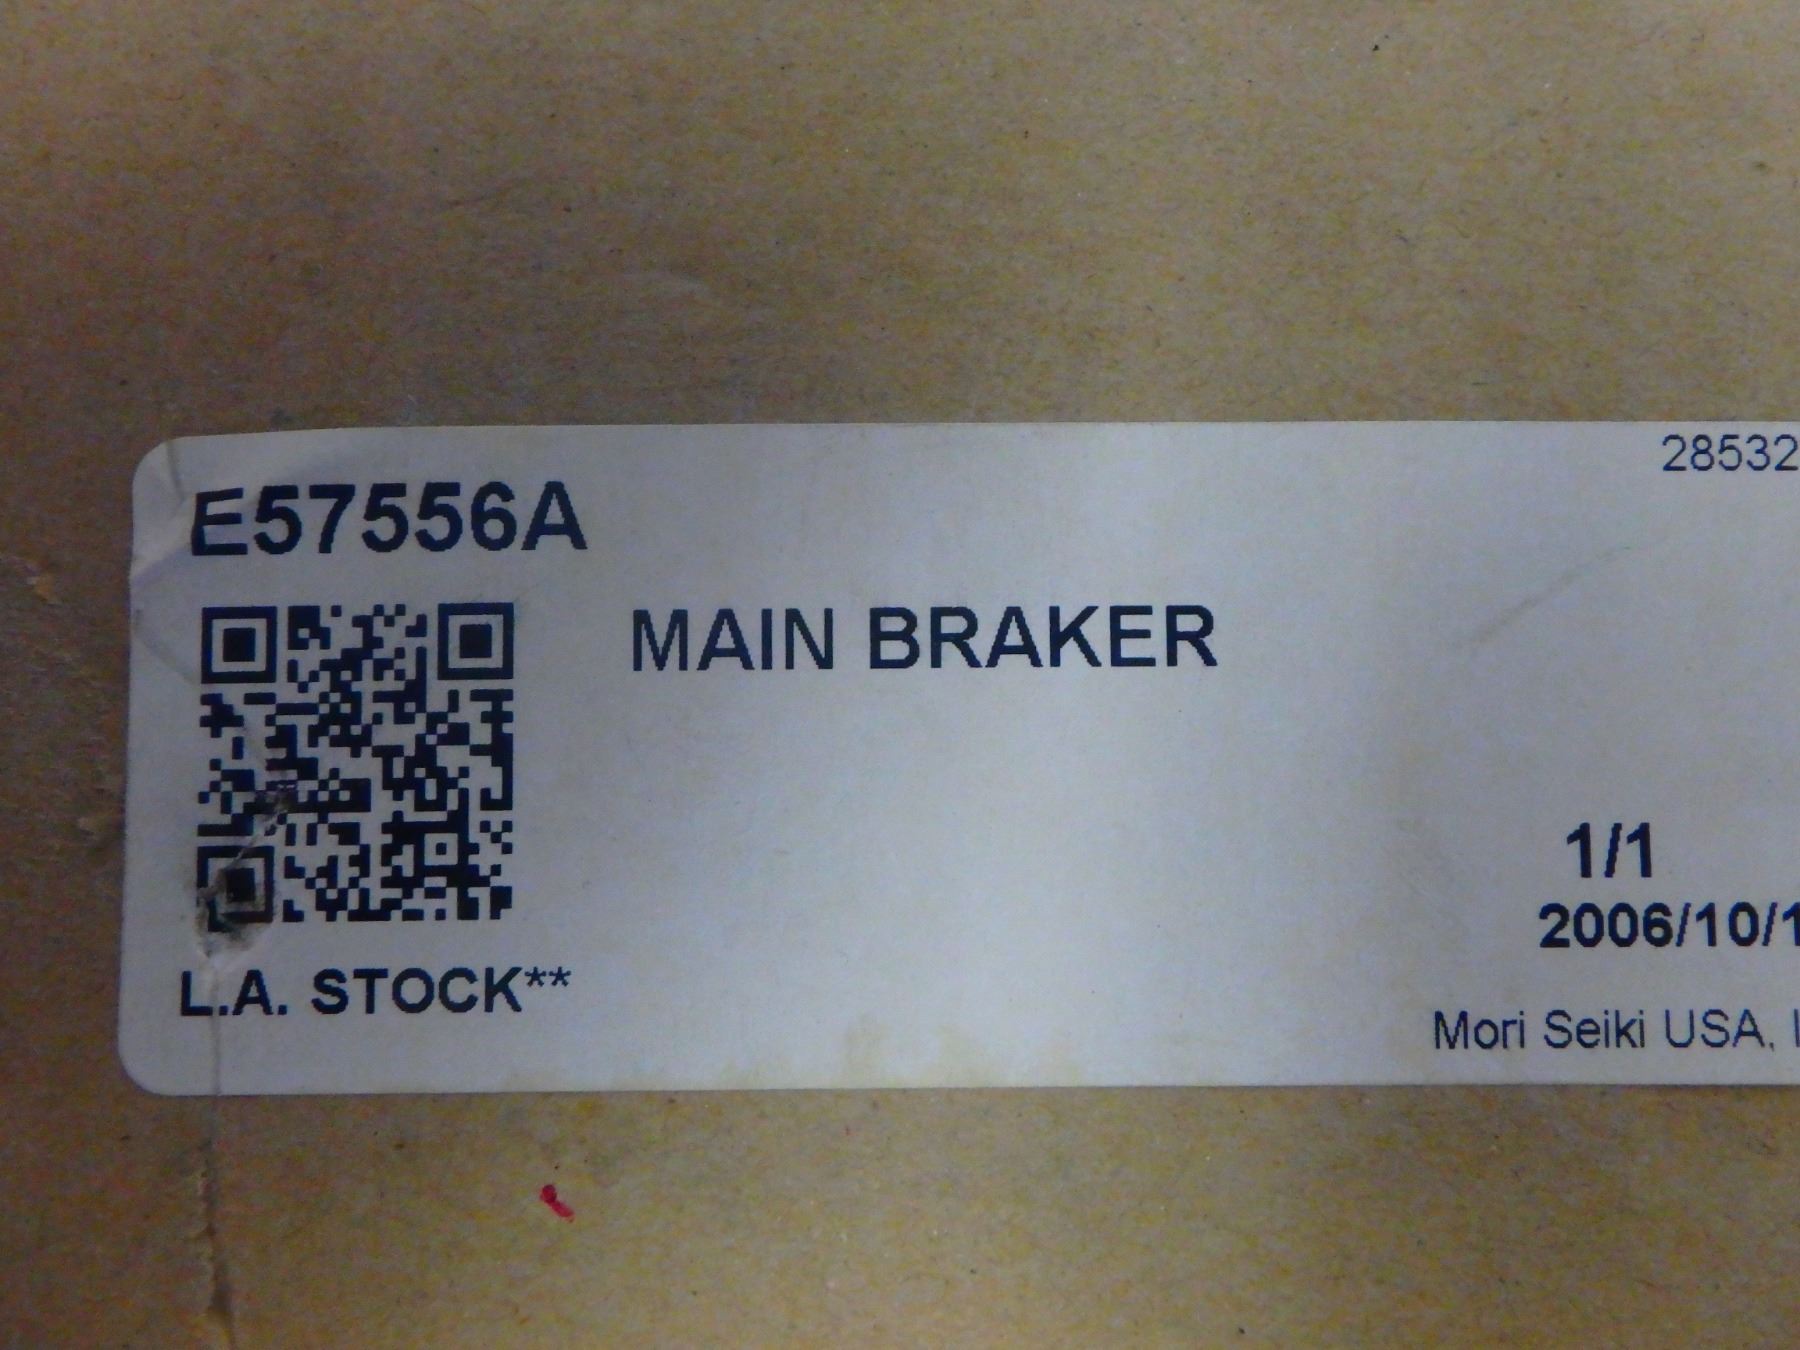 28532
E57556A
MAIN BRAKER
1/1
2006/10/1
L.A. STOCK**
Mori Seiki USA,